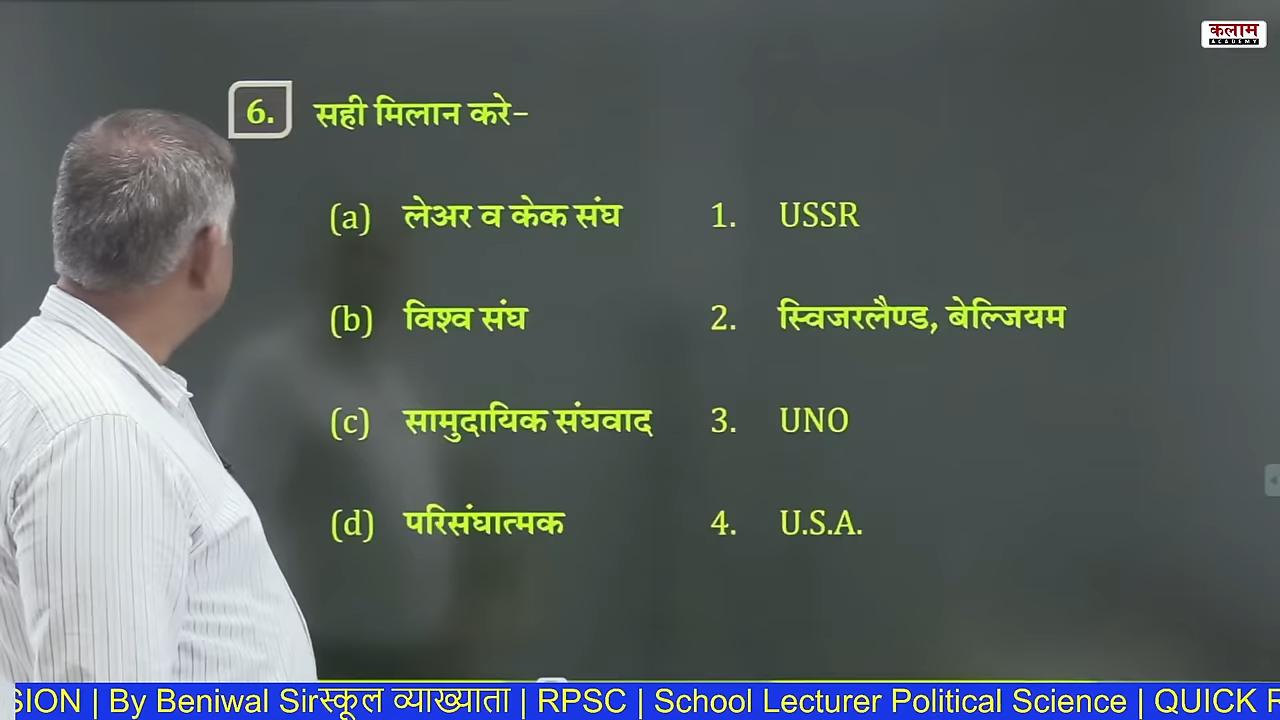 कलाम
ACADEMY
6. सही मिलान करे–
(a) लेअर व केक संघ 1. USSR
(b) विश्व संघ 2. स्विजरलैण्ड, बेल्जियम
(c) सामुदायिक संघवाद 3. UNO
(d) परिसंघात्मक 4. U.S.A.
SION | By Beniwal Sirस्कूल व्याख्याता | RPSC | School Lecturer Political Science | QUICK